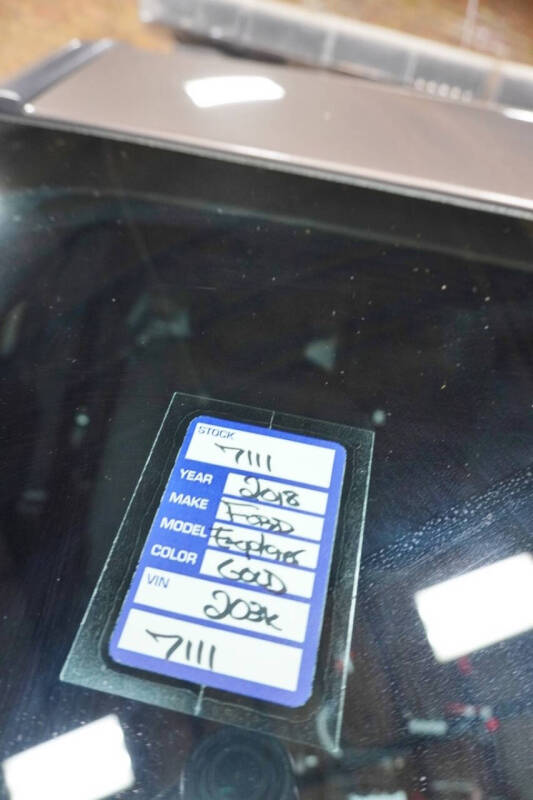 STOCK
7111
YEAR 2018
MAKE FORD
MODEL Explorer
COLOR GOLD
VIN
203K
7111